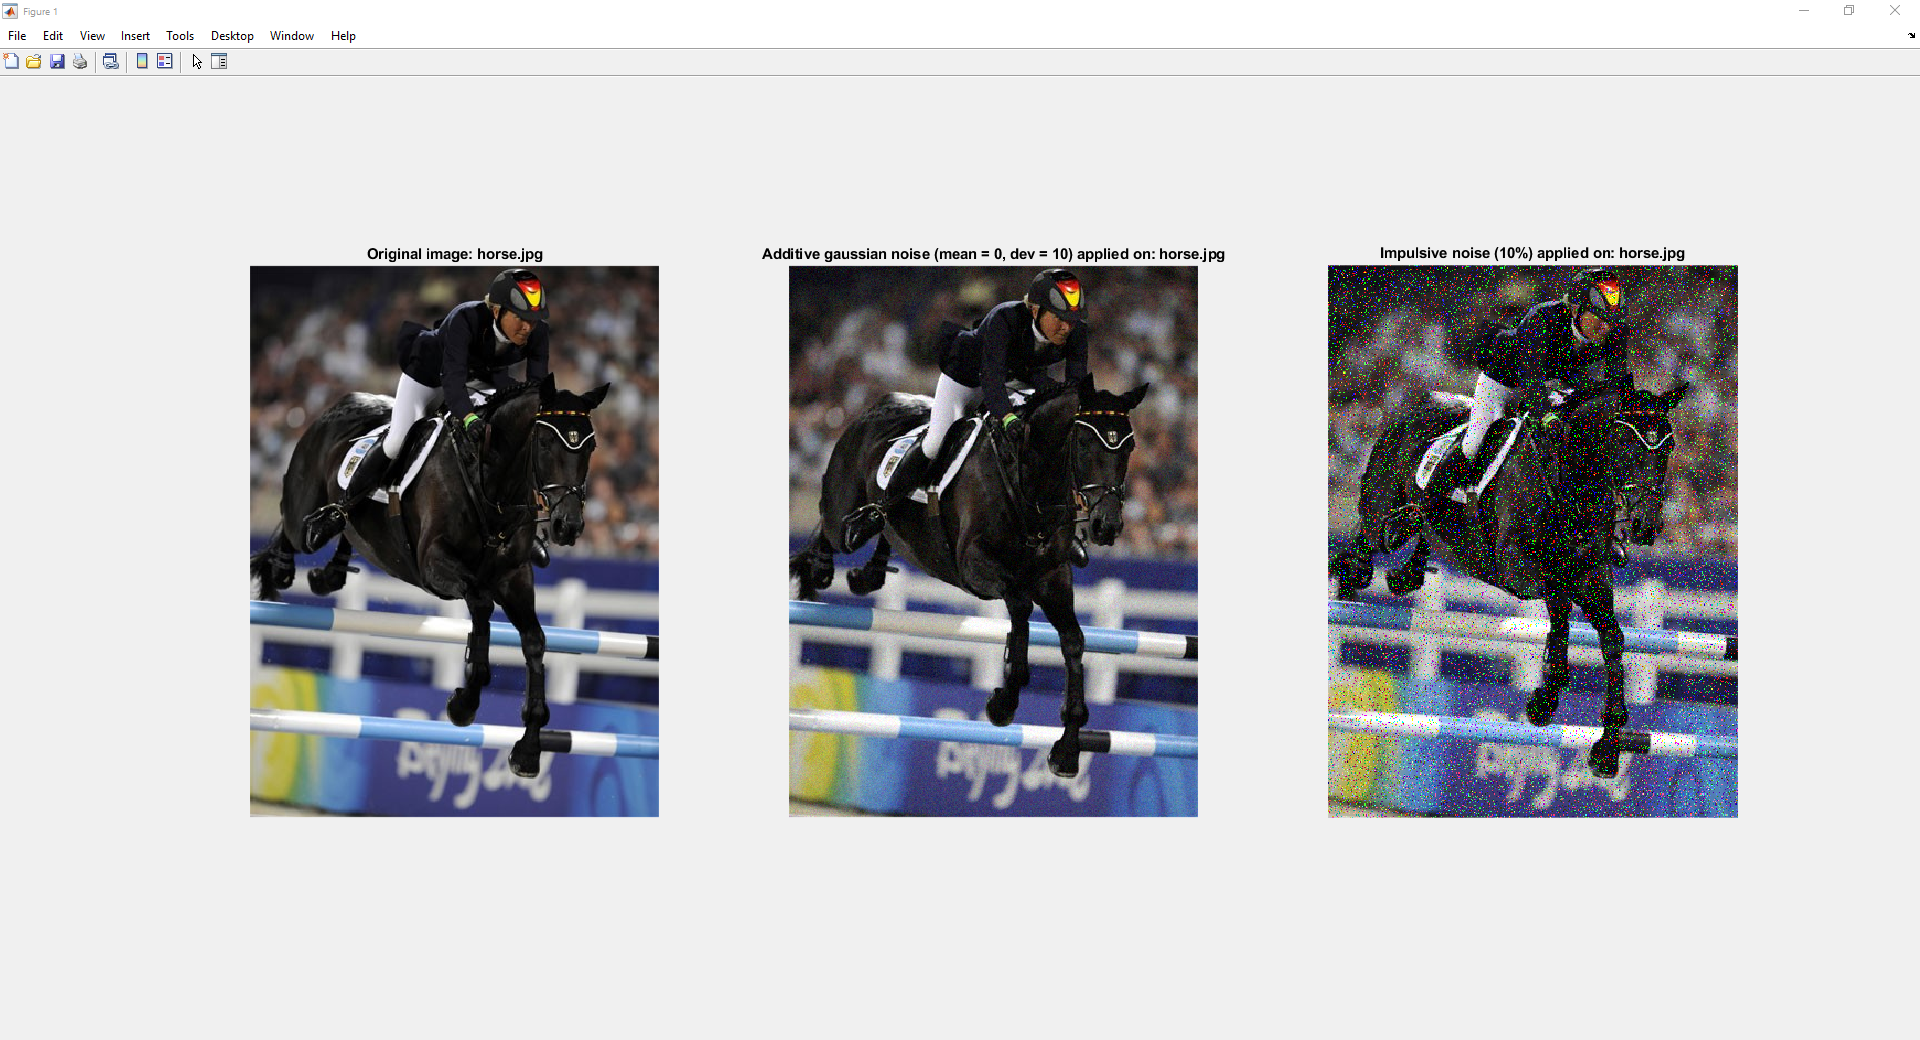 Figure 1
File Edit View Insert Tools Desktop Window Help
Original image: horse.jpg
Additive gaussian noise (mean = 0, dev = 10) applied on: horse.jpg
Impulsive noise (10%) applied on: horse.jpg